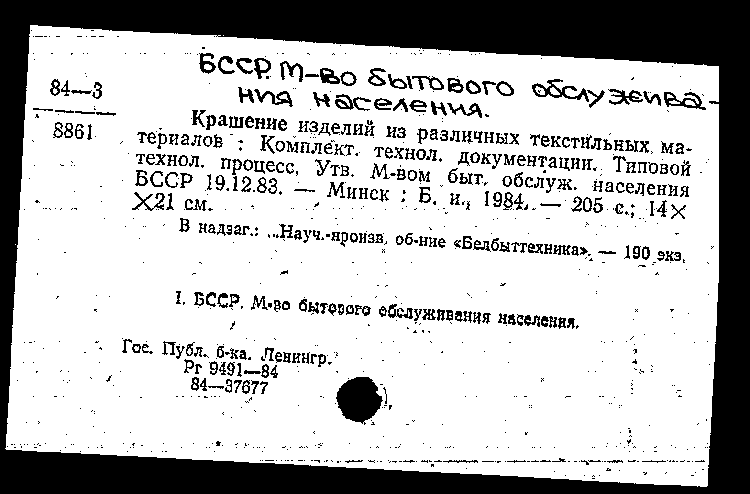 БССР. М-во бытового обслужива-
ния населения.
84—3
8861
Крашение изделий из различных текстильных ма-
териалов : Комплект. технол. документации. Типовой
технол. процесс. Утв. М-вом быт. обслуж. населения
БССР 19.12.83. — Минск : Б. и., 1984. — 205 с.; 14×
×21 см.
В надзаг.: ...Науч.-произв. об-ние «Белбыттехника». — 190 экз.
I. БССР. М-во бытового обслуживания населения.
Гос. Публ. б-ка. Ленингр.
Рг 9491—84
84—37677